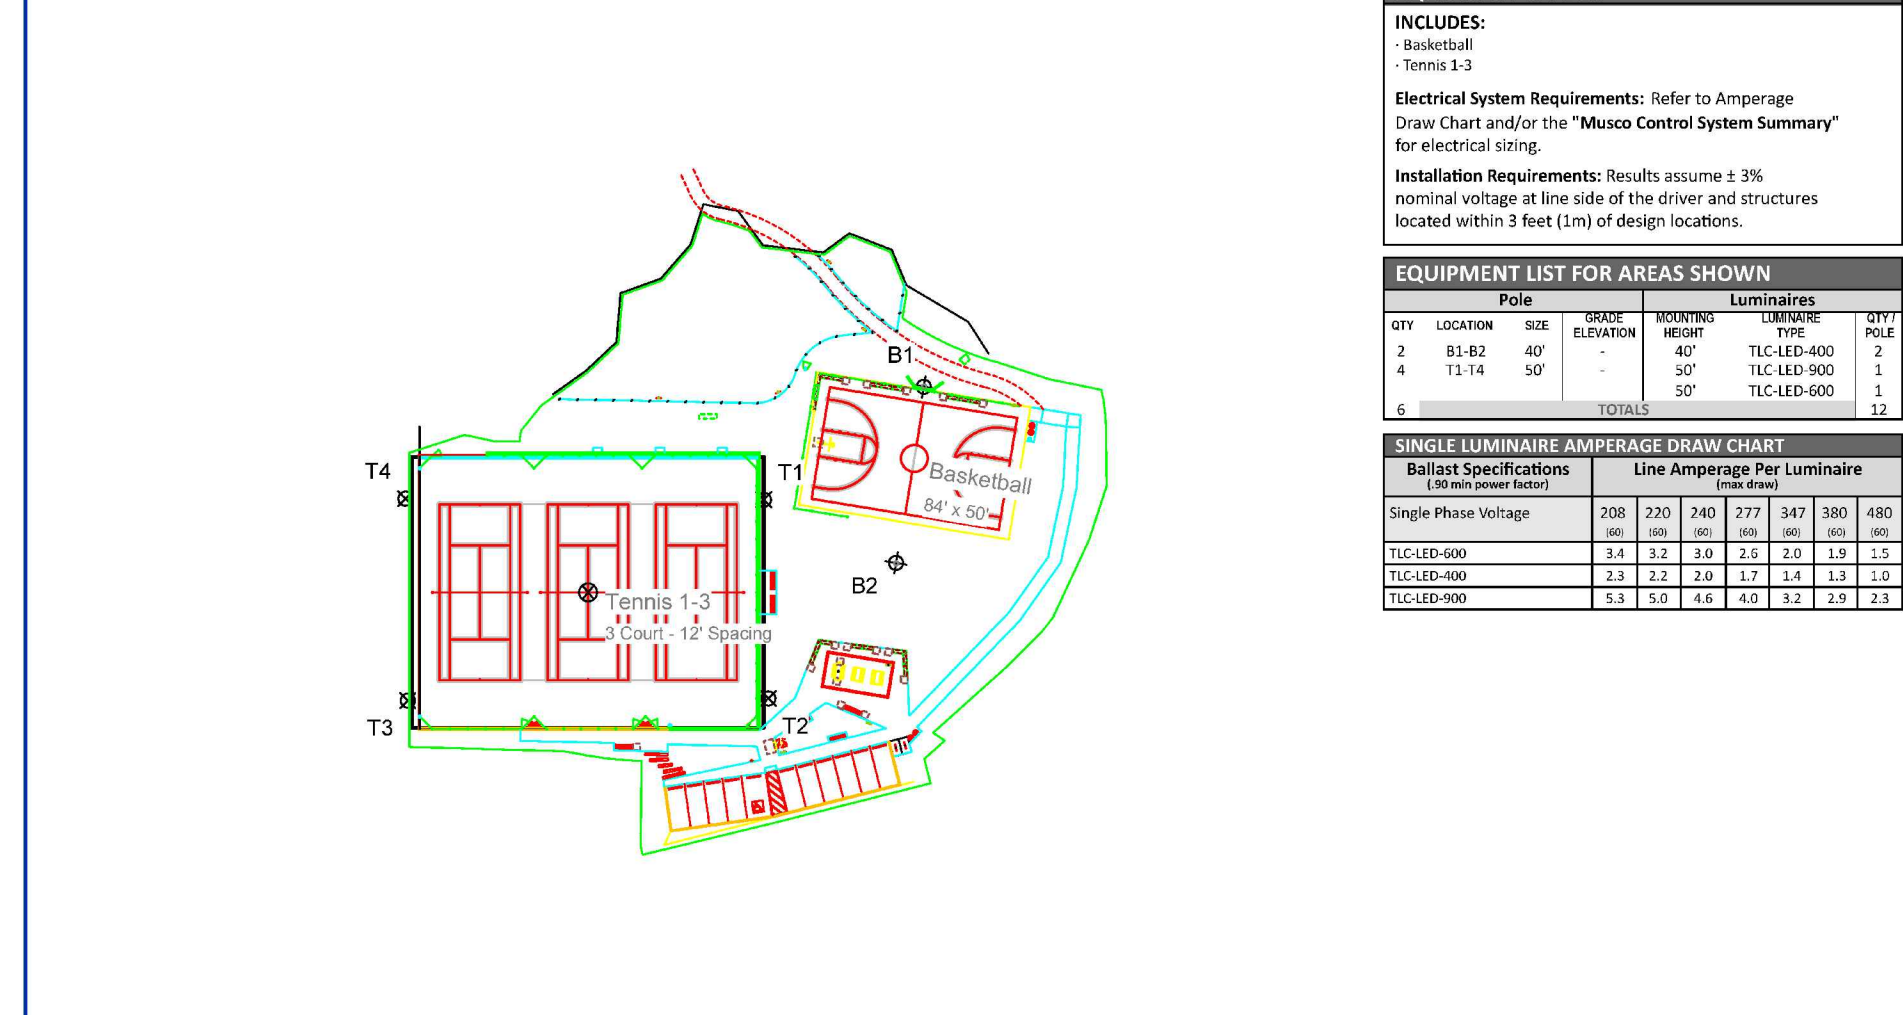 INCLUDES:
· Basketball
· Tennis 1-3
Electrical System Requirements: Refer to Amperage
Draw Chart and/or the "Musco Control System Summary"
for electrical sizing.
Installation Requirements: Results assume ± 3%
nominal voltage at line side of the driver and structures
located within 3 feet (1m) of design locations.
EQUIPMENT LIST FOR AREAS SHOWN
Pole Luminaires
QTY LOCATION SIZE GRADE ELEVATION MOUNTING HEIGHT LUMINAIRE TYPE QTY / POLE
2 B1-B2 40' - 40' TLC-LED-400 2
4 T1-T4 50' - 50' TLC-LED-900 1
50' TLC-LED-600 1
6 TOTALS 12
SINGLE LUMINAIRE AMPERAGE DRAW CHART
Ballast Specifications Line Amperage Per Luminaire
(.90 min power factor) (max draw)
Single Phase Voltage 208 220 240 277 347 380 480
(60) (60) (60) (60) (60) (60) (60)
TLC-LED-600 3.4 3.2 3.0 2.6 2.0 1.9 1.5
TLC-LED-400 2.3 2.2 2.0 1.7 1.4 1.3 1.0
TLC-LED-900 5.3 5.0 4.6 4.0 3.2 2.9 2.3
B1
T4
T1
Basketball
84' x 50'
B2
Tennis 1-3
3 Court - 12' Spacing
T3
T2